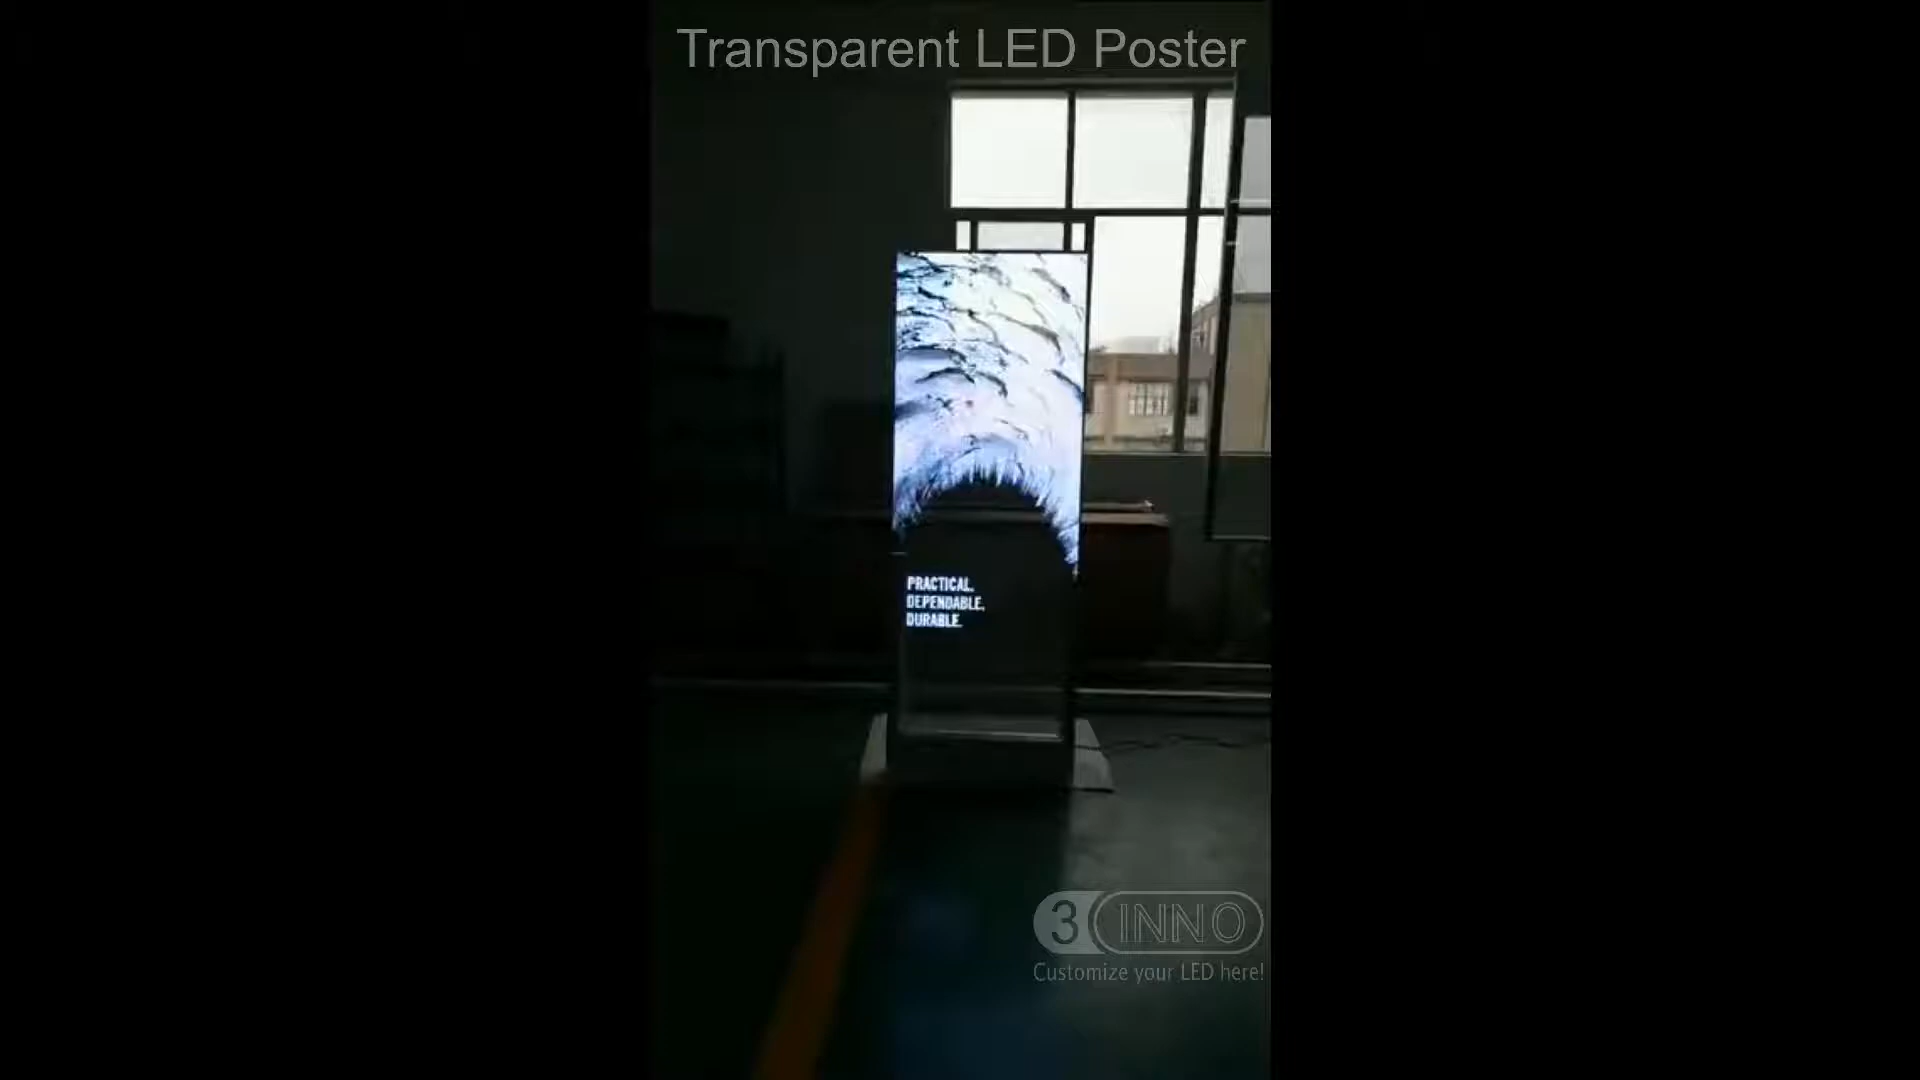 Transparent LED Poster
PRACTICAL.
DEPENDABLE.
DURABLE.
3 INNO
Customize your LED here!